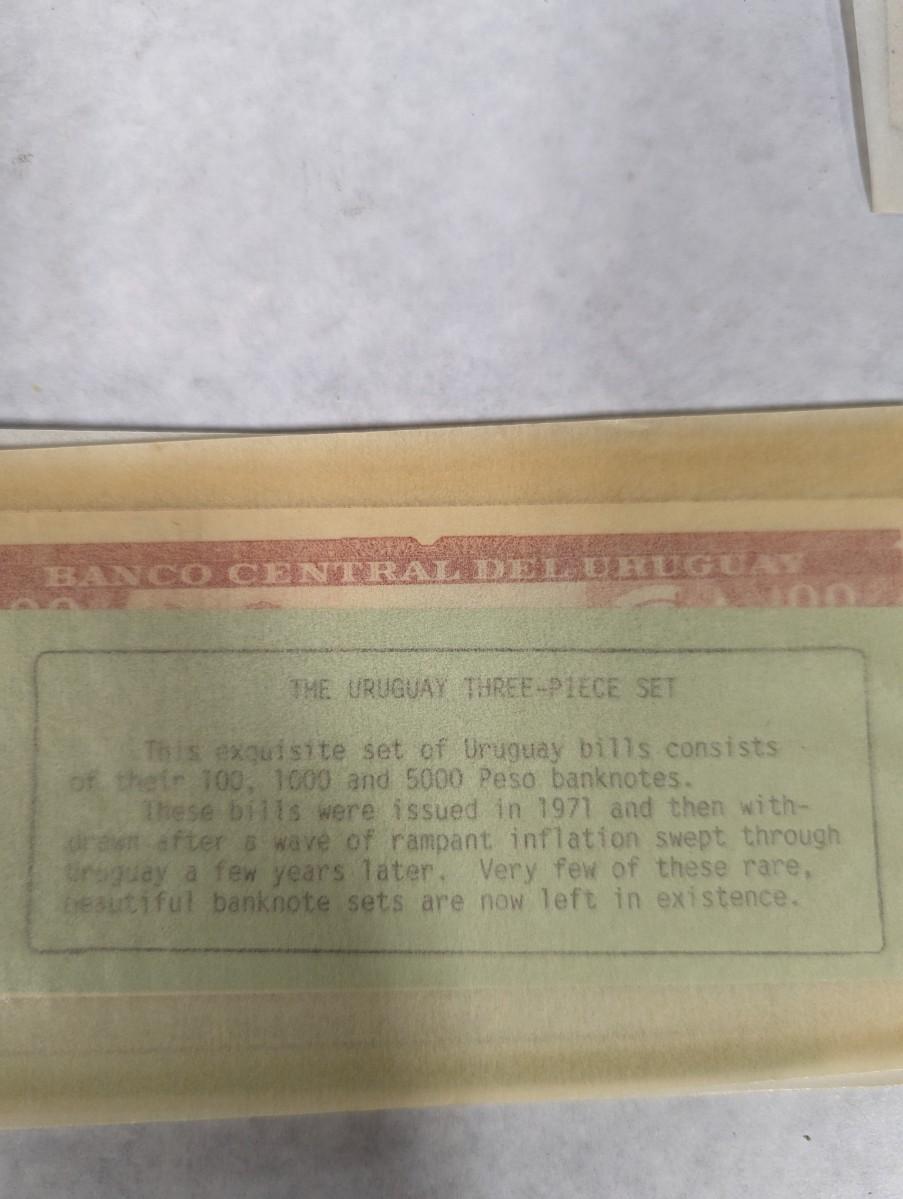 BANCO CENTRAL DEL URUGUAY
00 100
THE URUGUAY THREE-PIECE SET
This exquisite set of Uruguay bills consists
of their 100, 1000 and 5000 Peso banknotes.
These bills were issued in 1971 and then with-
drawn after a wave of rampant inflation swept through
Uruguay a few years later. Very few of these rare,
beautiful banknote sets are now left in existence.